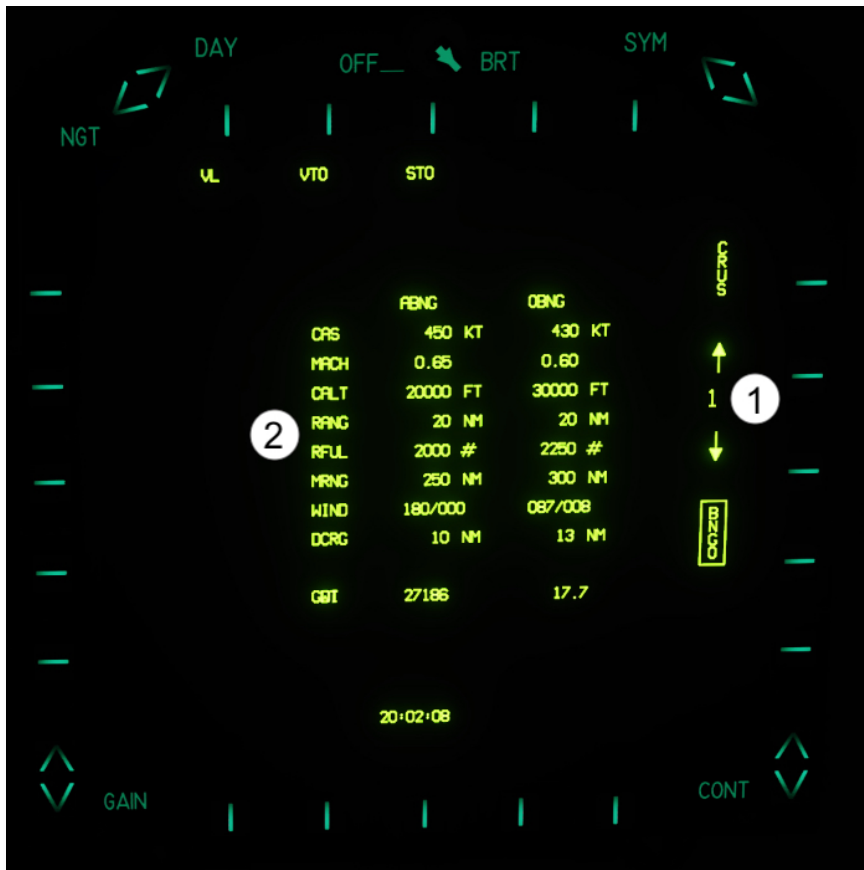 DAY
OFF__ BRT
SYM
NGT
VL VTO STO
CRUS
ABNG OBNG
CAS 450 KT 430 KT
MACH 0.65 0.60
CALT 20000 FT 30000 FT
1 1
RANG 20 NM 20 NM
2
RFUL 2000 # 2250 #
MRNG 250 NM 300 NM
WIND 180/000 087/008
BNGO
DCRG 10 NM 13 NM
27186 17.7
20:02:08
GAIN
CONT